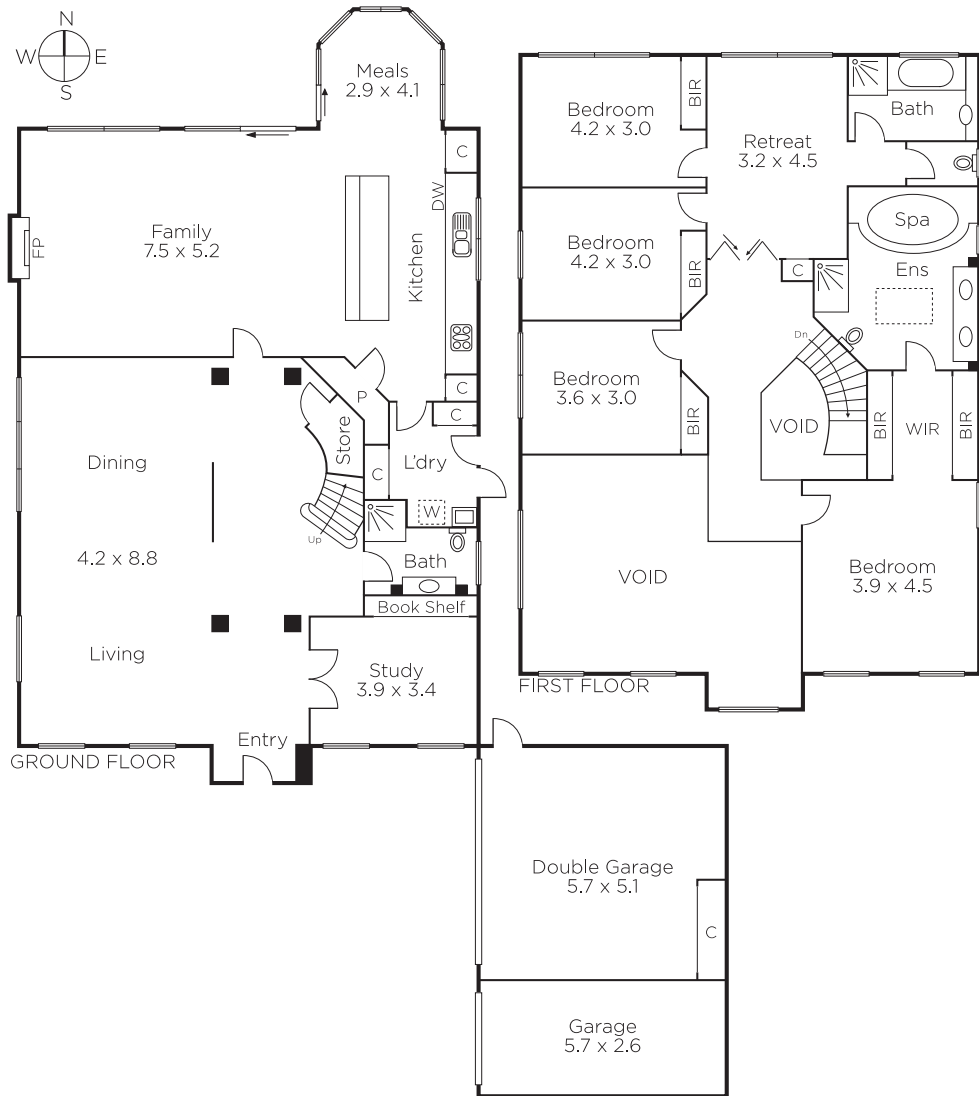 N
W E
S
Meals
2.9 x 4.1
C
DW
Kitchen
Family
7.5 x 5.2
FP
C
P
C
Store
L'dry
C
W
Dining
Up
4.2 x 8.8
Bath
Book Shelf
Living
Study
3.9 x 3.4
Entry
GROUND FLOOR
Bedroom
4.2 x 3.0
BIR
Retreat
3.2 x 4.5
Bath
Bedroom
4.2 x 3.0
BIR
Spa
C
Ens
Dn
Bedroom
3.6 x 3.0
BIR
VOID
BIR
WIR
BIR
VOID
Bedroom
3.9 x 4.5
FIRST FLOOR
Double Garage
5.7 x 5.1
C
Garage
5.7 x 2.6